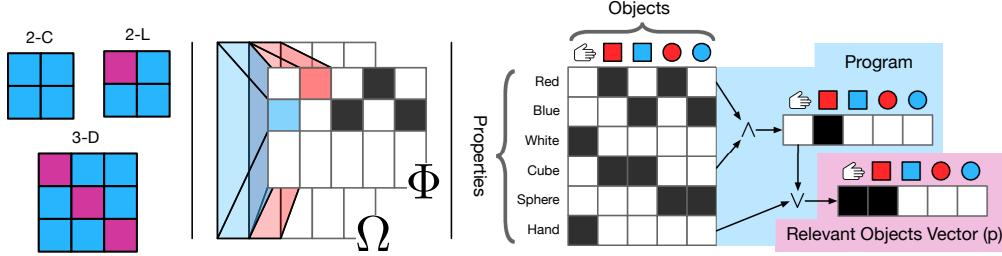 2-C
2-L
3-D
Φ
Ω
Objects
Properties
Red
Blue
White
Cube
Sphere
Hand
∧
∨
Program
Relevant Objects Vector (p)